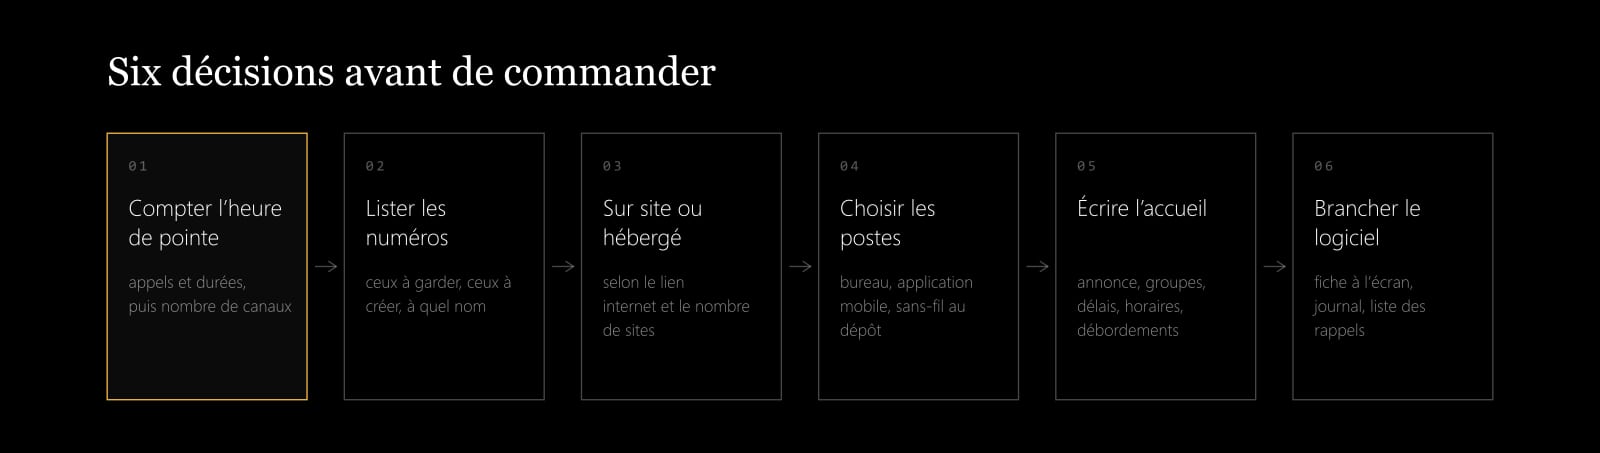 Six décisions avant de commander
01
Compter l’heure
de pointe
appels et durées,
puis nombre de canaux
02
Lister les
numéros
ceux à garder, ceux à
créer, à quel nom
03
Sur site ou
hébergé
selon le lien
internet et le nombre
de sites
04
Choisir les
postes
bureau, application
mobile, sans-fil au
dépôt
05
Écrire l’accueil
annonce, groupes,
délais, horaires,
débordements
06
Brancher le
logiciel
fiche à l’écran,
journal, liste des
rappels